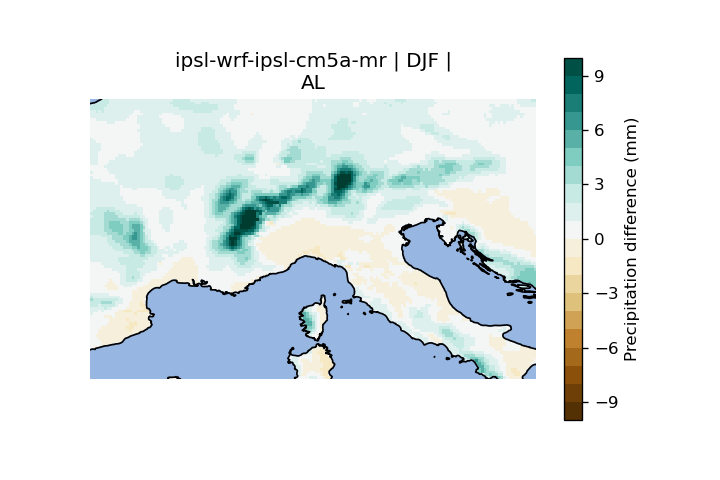 ipsl-wrf-ipsl-cm5a-mr | DJF |
AL
9
6
3
0
−3
−6
−9
Precipitation difference (mm)